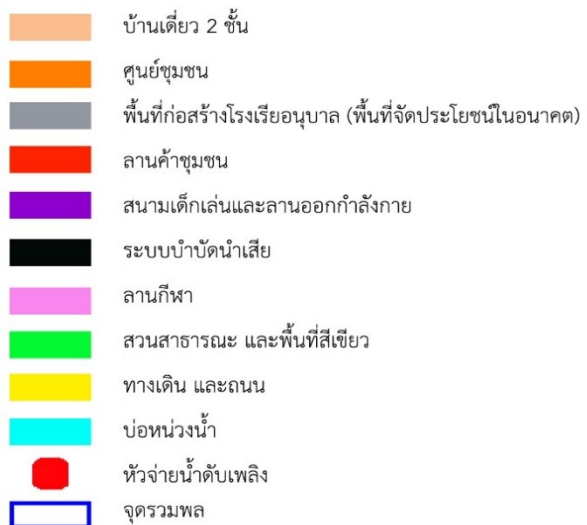 บ้านเดี่ยว 2 ชั้น
ศูนย์ชุมชน
พื้นที่ก่อสร้างโรงเรียอนุบาล (พื้นที่จัดประโยชน์ในอนาคต)
ลานค้าชุมชน
สนามเด็กเล่นและลานออกกำลังกาย
ระบบบำบัดนำเสีย
ลานกีฬา
สวนสาธารณะ และพื้นที่สีเขียว
ทางเดิน และถนน
บ่อหน่วงน้ำ
หัวจ่ายน้ำดับเพลิง
จุดรวมพล